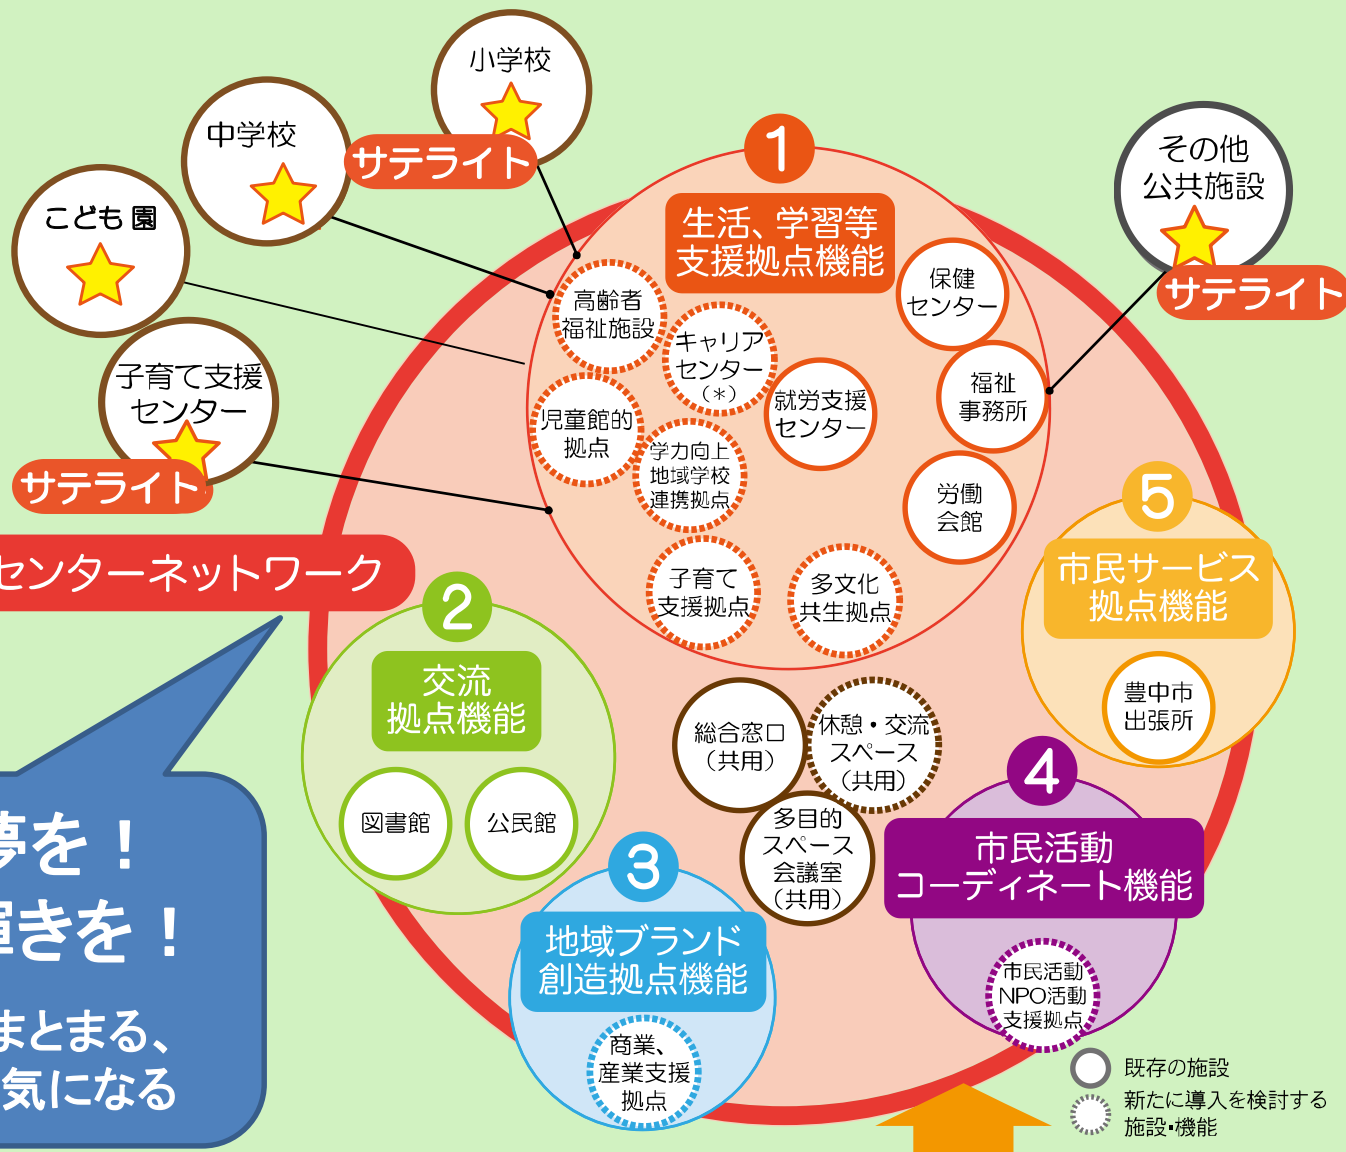 小学校
サテライト
中学校
こども園
子育て支援
センター
サテライト
その他
公共施設
サテライト
1
生活、学習等
支援拠点機能
高齢者
福祉施設
キャリア
センター
(＊)
保健
センター
就労支援
センター
福祉
事務所
児童館的
拠点
学力向上
地域学校
連携拠点
労働
会館
子育て
支援拠点
多文化
共生拠点
センターネットワーク
2
交流
拠点機能
図書館
公民館
総合窓口
（共用）
休憩・交流
スペース
（共用）
多目的
スペース
会議室
（共用）
3
地域ブランド
創造拠点機能
商業、
産業支援
拠点
4
市民活動
コーディネート機能
市民活動
NPO活動
支援拠点
5
市民サービス
拠点機能
豊中市
出張所
夢を！
輝きを！
まとまる、
気になる
既存の施設
新たに導入を検討する
施設・機能